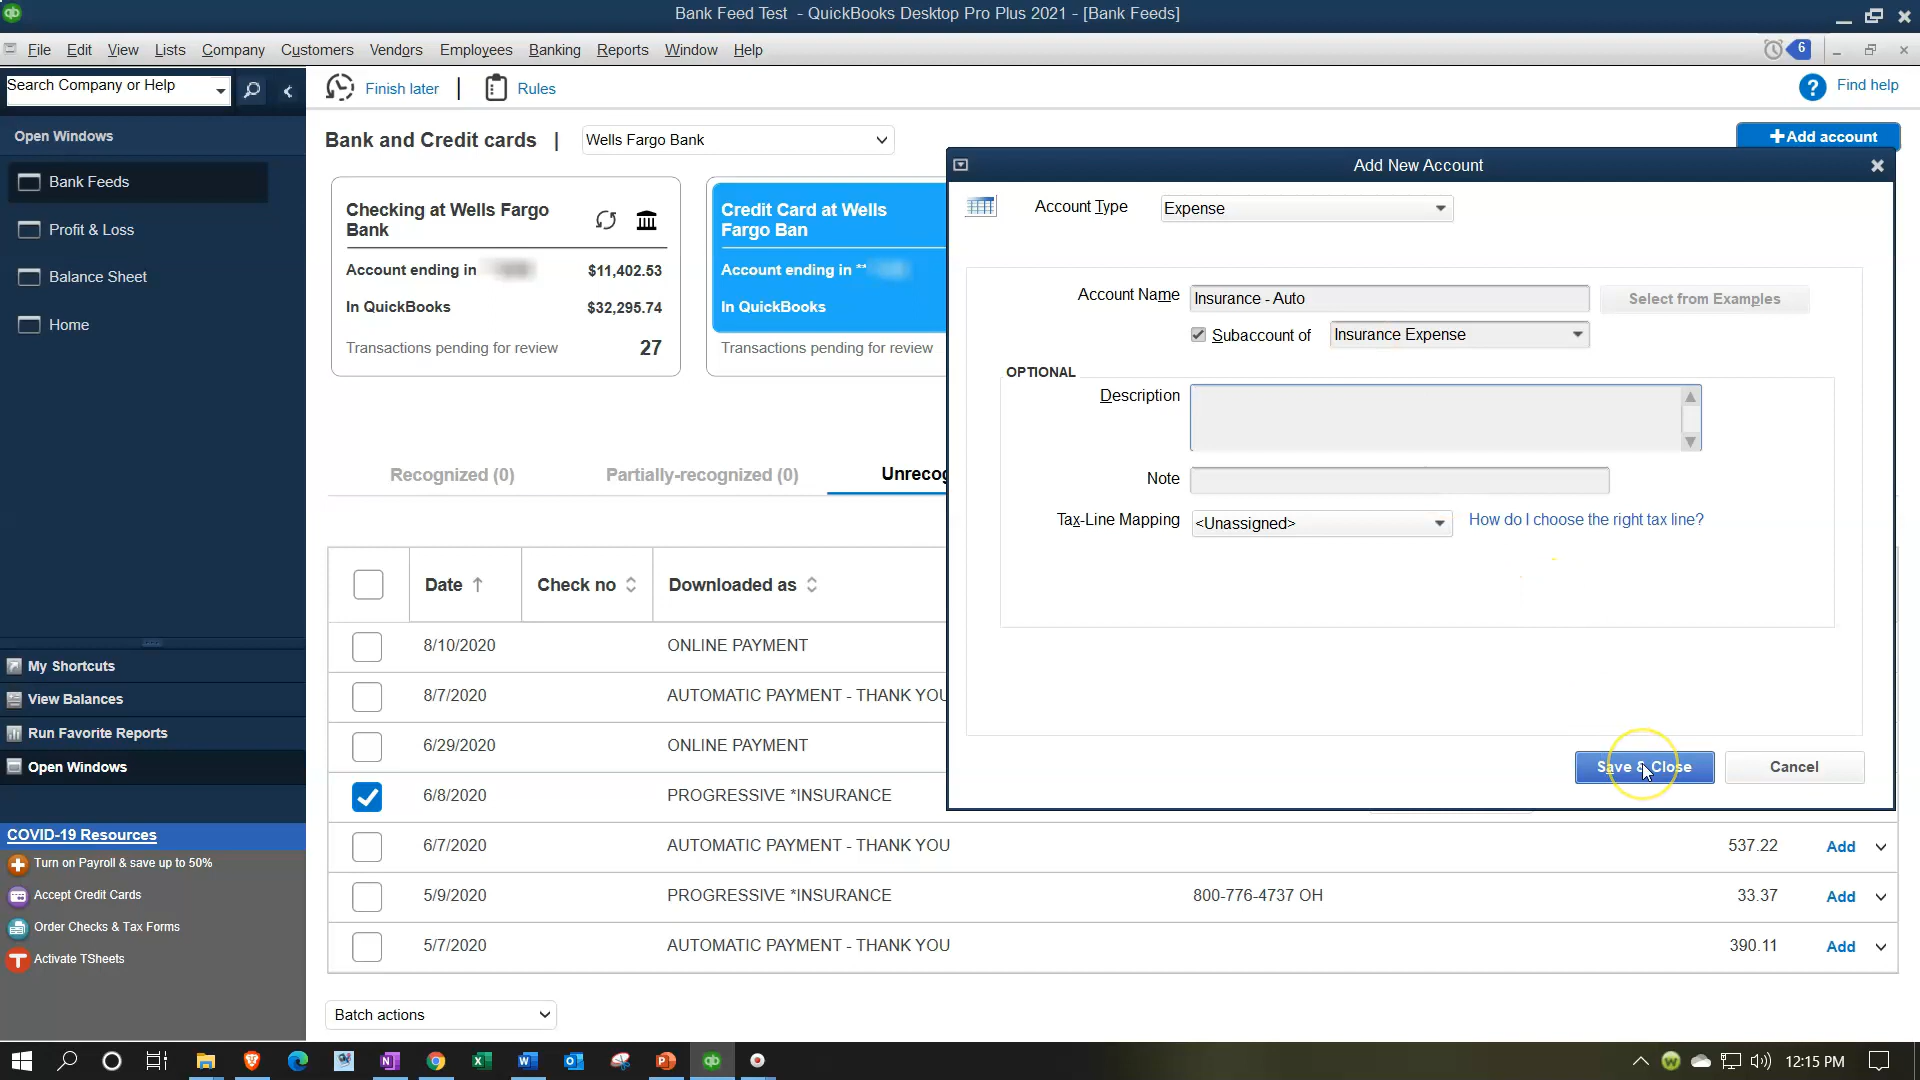 Bank Feed Test - QuickBooks Desktop Pro Plus 2021 - [Bank Feeds]
File Edit View Lists Company Customers Vendors Employees Banking Reports Window Help
6
Search Company or Help
Finish later | Rules
Find help
Open Windows
Bank Feeds
Profit & Loss
Balance Sheet
Home
My Shortcuts
View Balances
Run Favorite Reports
Open Windows
COVID-19 Resources
Turn on Payroll & save up to 50%
Accept Credit Cards
Order Checks & Tax Forms
Activate TSheets
Bank and Credit cards | Wells Fargo Bank
Add account
Checking at Wells Fargo
Bank
Account ending in
$11,402.53
In QuickBooks
$32,295.74
Transactions pending for review
27
Credit Card at Wells
Fargo Ban
Account ending in **
In QuickBooks
Transactions pending for review
Recognized (0)
Partially-recognized (0)
Unrecog
Date Check no Downloaded as
8/10/2020 ONLINE PAYMENT
8/7/2020 AUTOMATIC PAYMENT - THANK YOU
6/29/2020 ONLINE PAYMENT
6/8/2020 PROGRESSIVE *INSURANCE
6/7/2020 AUTOMATIC PAYMENT - THANK YOU 537.22 Add
5/9/2020 PROGRESSIVE *INSURANCE 800-776-4737 OH 33.37 Add
5/7/2020 AUTOMATIC PAYMENT - THANK YOU 390.11 Add
Batch actions
Add New Account
Account Type Expense
Account Name Insurance - Auto Select from Examples
Subaccount of Insurance Expense
OPTIONAL
Description
Note
Tax-Line Mapping <Unassigned> How do I choose the right tax line?
Save & Close Cancel
12:15 PM